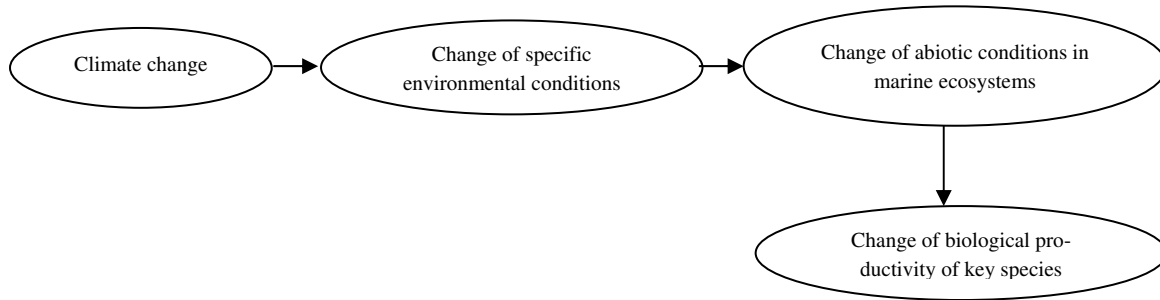 Climate change
Change of specific
environmental conditions
Change of abiotic conditions in
marine ecosystems
Change of biological pro-
ductivity of key species